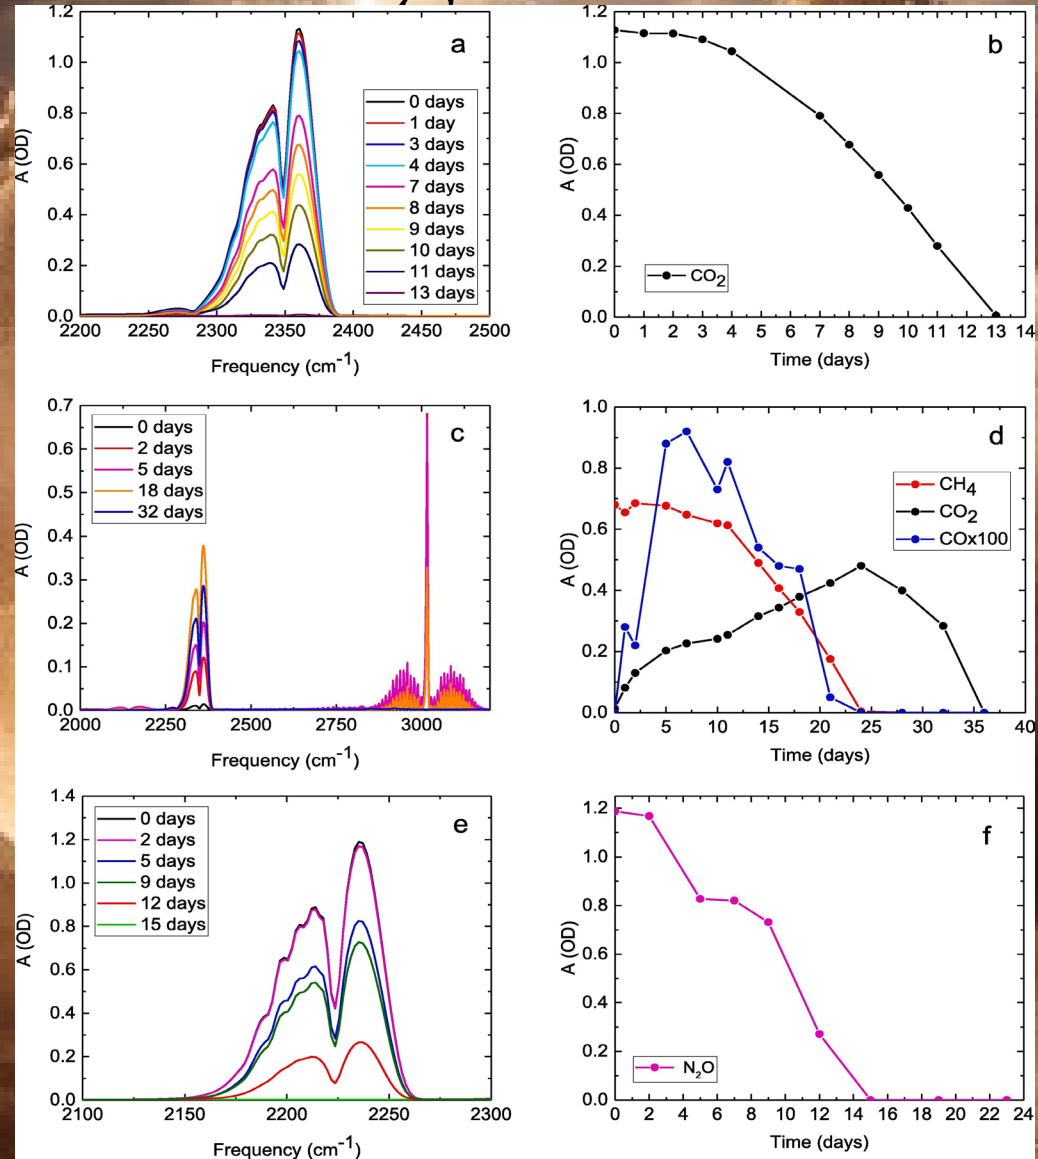 a
A (OD)
1.2
1.0
0.8
0.6
0.4
0.2
0.0
0 days
1 day
3 days
4 days
7 days
8 days
9 days
10 days
11 days
13 days
2200 2250 2300 2350 2400 2450 2500
Frequency (cm⁻¹)
b
A (OD)
1.2
1.0
0.8
0.6
0.4
0.2
0.0
CO₂
0 1 2 3 4 5 6 7 8 9 10 11 12 13 14
Time (days)
c
A (OD)
0.7
0.6
0.5
0.4
0.3
0.2
0.1
0.0
0 days
2 days
5 days
18 days
32 days
2000 2250 2500 2750 3000
Frequency (cm⁻¹)
d
A (OD)
1.0
0.8
0.6
0.4
0.2
0.0
CH₄
CO₂
COx100
0 5 10 15 20 25 30 35 40
Time (days)
e
A (OD)
1.4
1.2
1.0
0.8
0.6
0.4
0.2
0.0
0 days
2 days
5 days
9 days
12 days
15 days
2100 2150 2200 2250 2300
Frequency (cm⁻¹)
f
A (OD)
1.2
1.0
0.8
0.6
0.4
0.2
0.0
N₂O
0 2 4 6 8 10 12 14 16 18 20 22 24
Time (days)